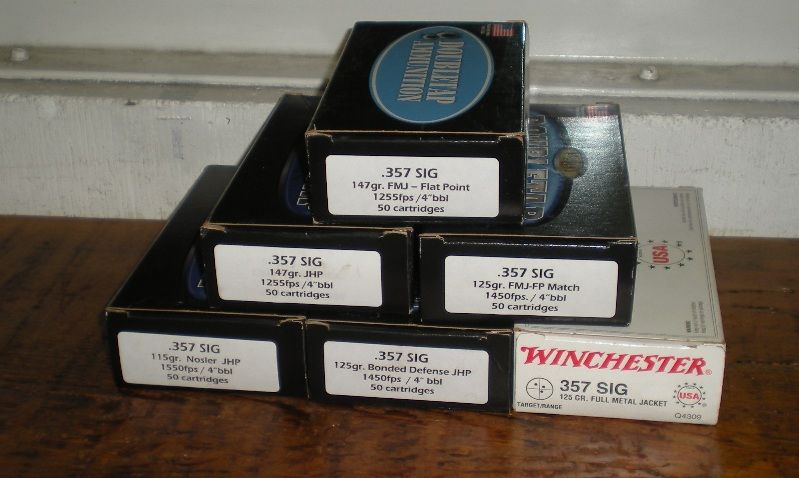 DOUBLETAP
AMMUNITION
.357 SIG
147gr. FMJ – Flat Point
1255fps /4"bbl
50 cartridges
.357 SIG
147gr. JHP
1255fps /4"bbl
50 cartridges
.357 SIG
125gr. FMJ-FP Match
1450fps. / 4"bbl
50 cartridges
USA
.357 SIG
115gr. Nosler JHP
1550fps / 4"bbl
50 cartridges
.357 SIG
125gr. Bonded Defense JHP
1450fps / 4" bbl
50 cartridges
WINCHESTER®
357 SIG
125 GR. FULL METAL JACKET
TARGET/RANGE
USA
Q4309